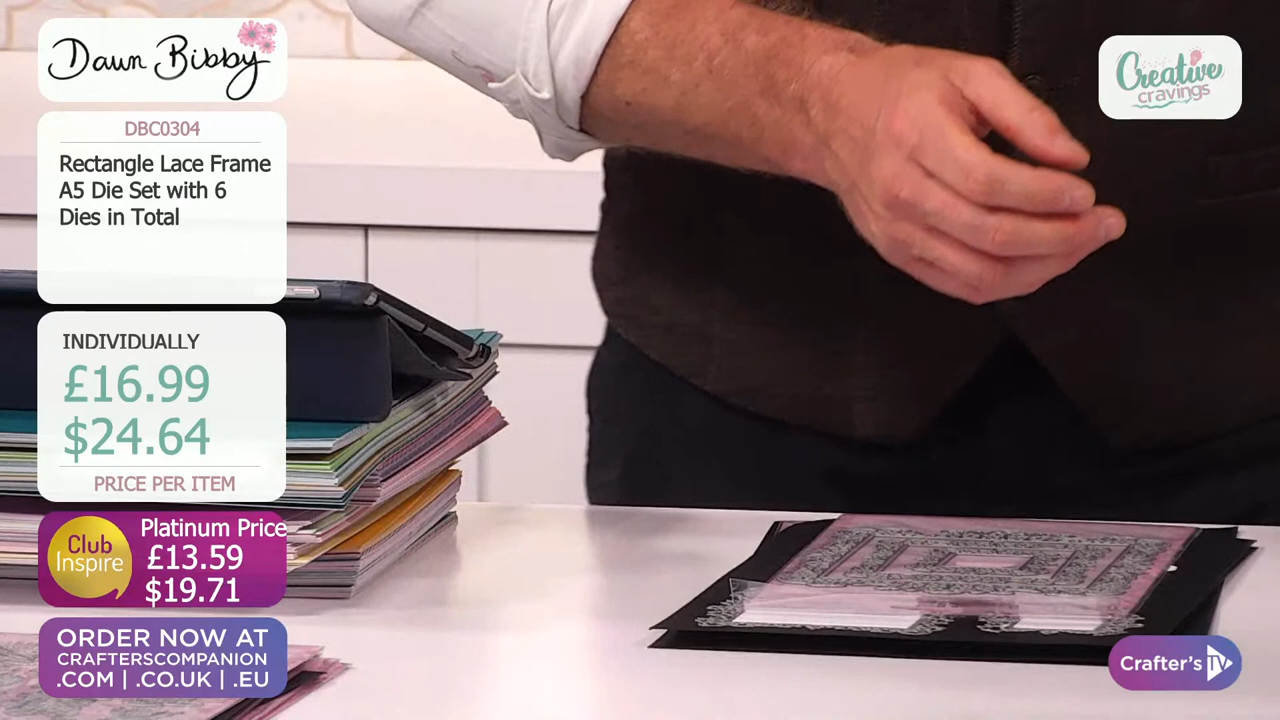 Dawn Bibby
DBC0304
Rectangle Lace Frame
A5 Die Set with 6
Dies in Total
INDIVIDUALLY
£16.99
$24.64
PRICE PER ITEM
Club
Inspire
Platinum Price
£13.59
$19.71
ORDER NOW AT
CRAFTERSCOMPANION
.COM | .CO.UK | .EU
Creative
cravings
Crafter's TV